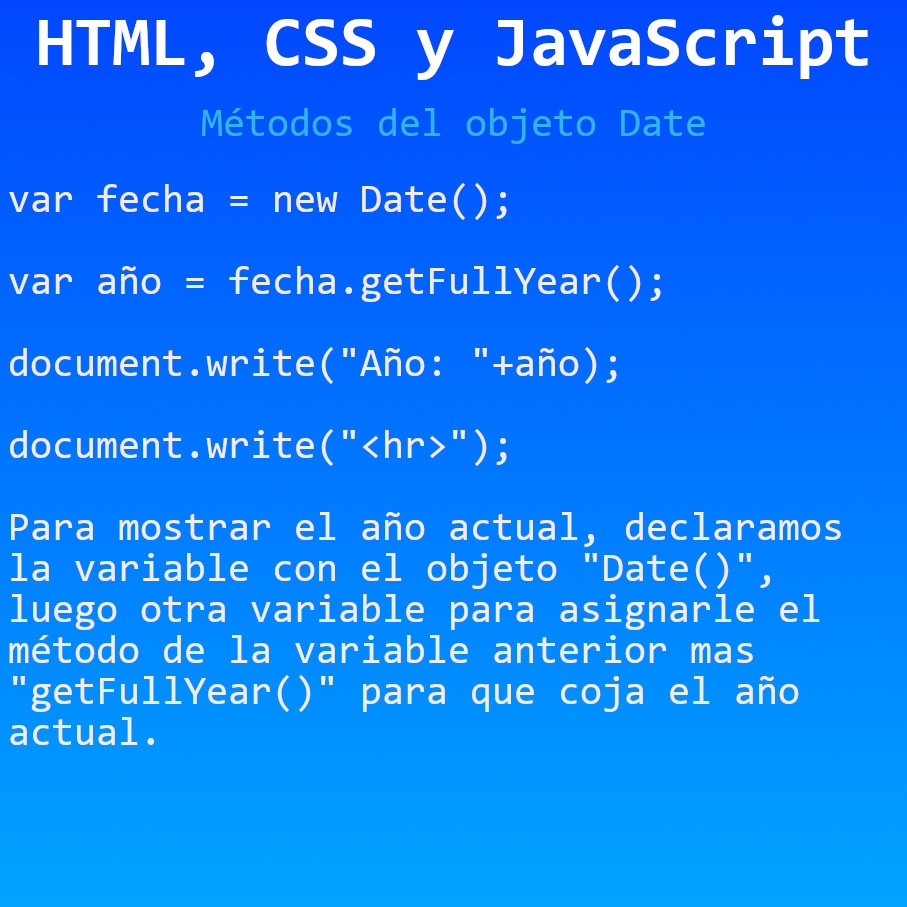 HTML, CSS y JavaScript
Métodos del objeto Date
var fecha = new Date();
var año = fecha.getFullYear();
document.write("Año: "+año);
document.write("<hr>");
Para mostrar el año actual, declaramos
la variable con el objeto "Date()",
luego otra variable para asignarle el
método de la variable anterior mas
"getFullYear()" para que coja el año
actual.